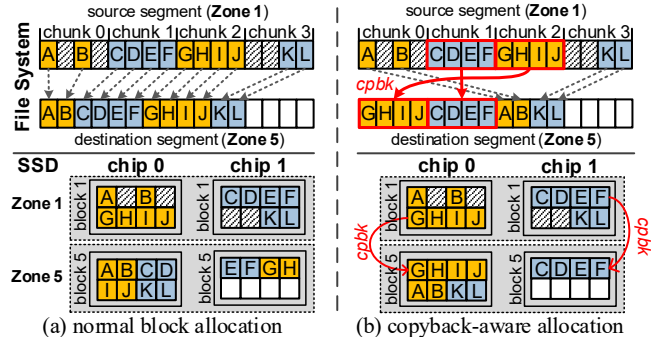 source segment (Zone 1)
chunk 0 chunk 1 chunk 2 chunk 3
A B C D E F G H I J K L
File System
A B C D E F G H I J K L
destination segment (Zone 5)
SSD chip 0 chip 1
Zone 1
block 1
A B
G H I J
block 1
C D E F
K L
Zone 5
block 5
A B C D
I J K L
block 5
E F G H
(a) normal block allocation
source segment (Zone 1)
chunk 0 chunk 1 chunk 2 chunk 3
A B C D E F G H I J K L
cpbk
G H I J C D E F A B K L
destination segment (Zone 5)
chip 0 chip 1
block 1
A B
G H I J
block 1
C D E F
K L
cpbk
cpbk
block 5
G H I J
A B K L
block 5
C D E F
(b) copyback-aware allocation